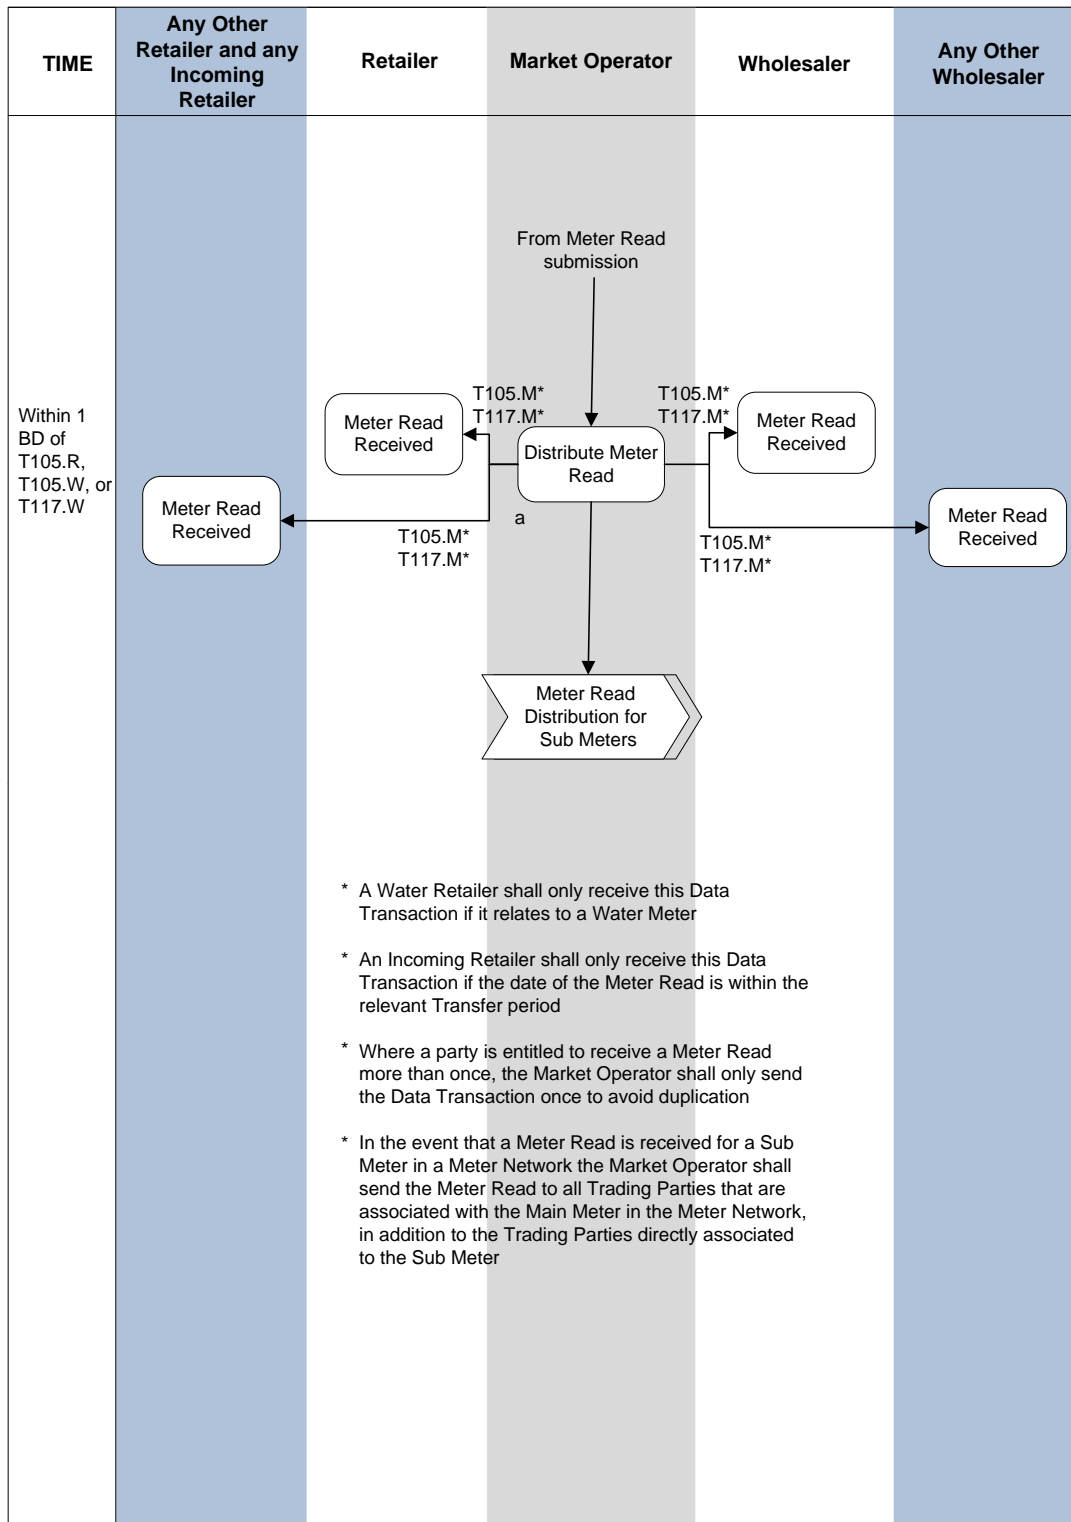 TIME
Any Other
Retailer and any
Incoming
Retailer
Retailer
Market Operator
Wholesaler
Any Other
Wholesaler
From Meter Read
submission
Within 1
BD of
T105.R,
T105.W, or
T117.W
Meter Read
Received
T105.M*
T117.M*
Distribute Meter
Read
a
T105.M*
T117.M*
Meter Read
Received
Meter Read
Received
T105.M*
T117.M*
T105.M*
T117.M*
Meter Read
Received
Meter Read
Distribution for
Sub Meters
* A Water Retailer shall only receive this Data
Transaction if it relates to a Water Meter
* An Incoming Retailer shall only receive this Data
Transaction if the date of the Meter Read is within the
relevant Transfer period
* Where a party is entitled to receive a Meter Read
more than once, the Market Operator shall only send
the Data Transaction once to avoid duplication
* In the event that a Meter Read is received for a Sub
Meter in a Meter Network the Market Operator shall
send the Meter Read to all Trading Parties that are
associated with the Main Meter in the Meter Network,
in addition to the Trading Parties directly associated
to the Sub Meter